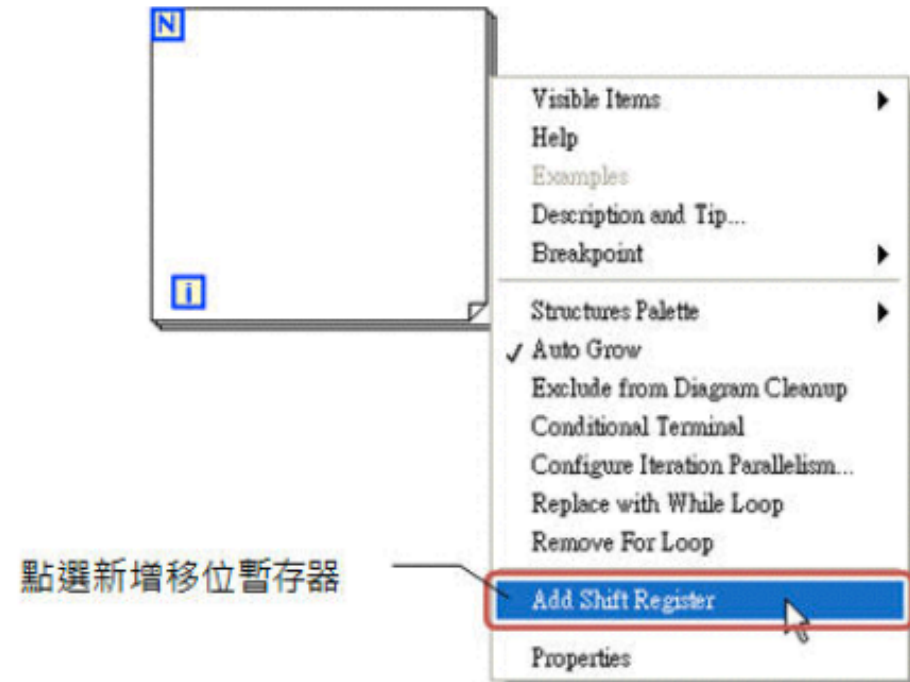 N
i
Visible Items
Help
Examples
Description and Tip...
Breakpoint
Structures Palette
Auto Grow
Exclude from Diagram Cleanup
Conditional Terminal
Configure Iteration Parallelism...
Replace with While Loop
Remove For Loop
點選新增移位暫存器
Add Shift Register
Properties